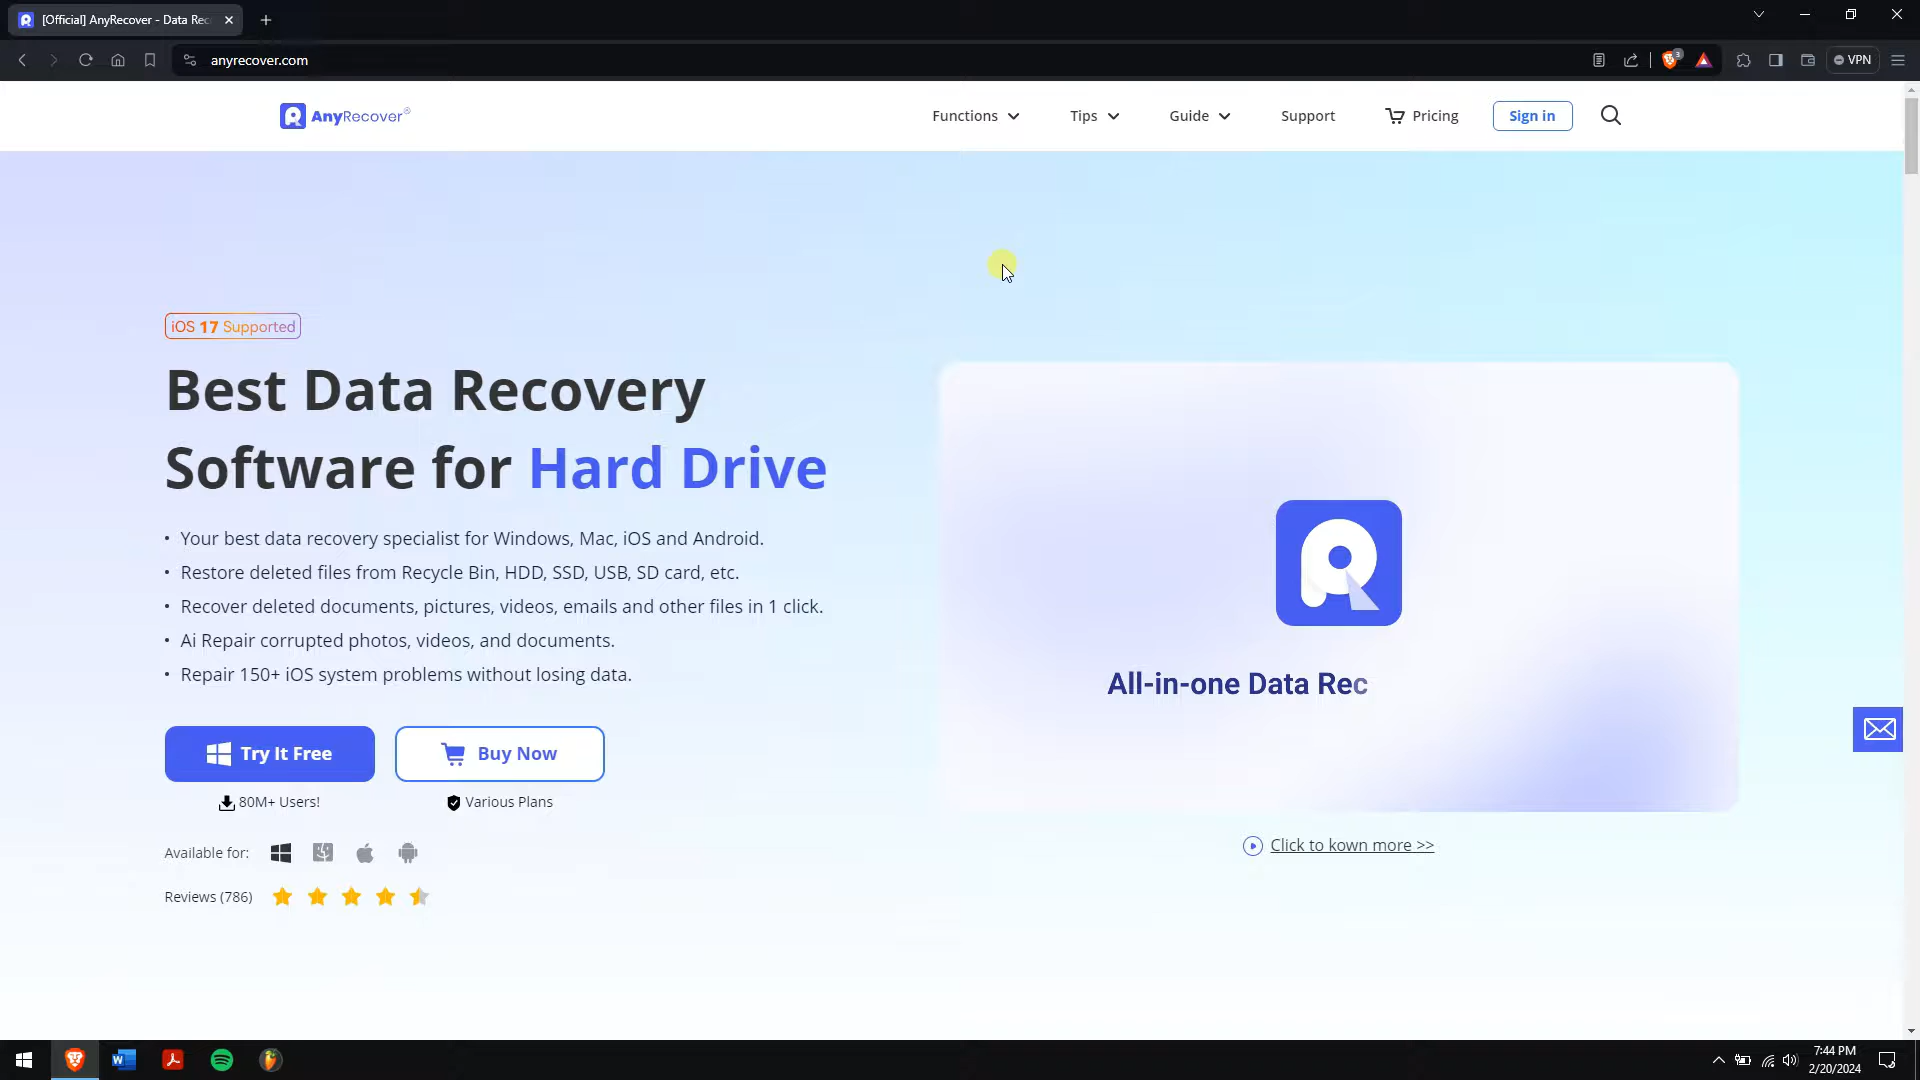 [Official] AnyRecover - Data Rec
anyrecover.com
3
VPN
AnyRecover®
Functions
Tips
Guide
Support
Pricing
Sign in
iOS 17 Supported
Best Data Recovery
Software for Hard Drive
• Your best data recovery specialist for Windows, Mac, iOS and Android.
• Restore deleted files from Recycle Bin, HDD, SSD, USB, SD card, etc.
• Recover deleted documents, pictures, videos, emails and other files in 1 click.
• Ai Repair corrupted photos, videos, and documents.
• Repair 150+ iOS system problems without losing data.
All-in-one Data Rec
Try It Free
Buy Now
80M+ Users!
Various Plans
Click to kown more >>
Available for:
Reviews (786)
7:44 PM
2/20/2024